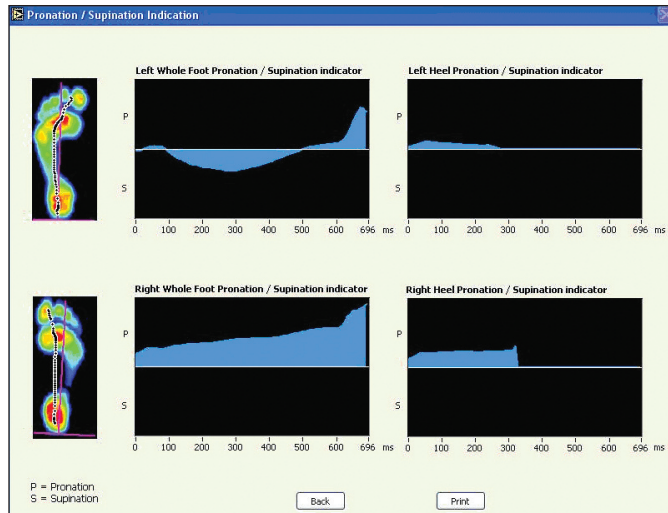 Pronation / Supination Indication
Left Whole Foot Pronation / Supination indicator
P
S
0 100 200 300 400 500 600 696 ms
Left Heel Pronation / Supination indicator
0 100 200 300 400 500 600 696 ms
Right Whole Foot Pronation / Supination indicator
P
S
0 100 200 300 400 500 600 696 ms
Right Heel Pronation / Supination indicator
P
S
0 100 200 300 400 500 600 696 ms
P = Pronation
S = Supination
Back
Print